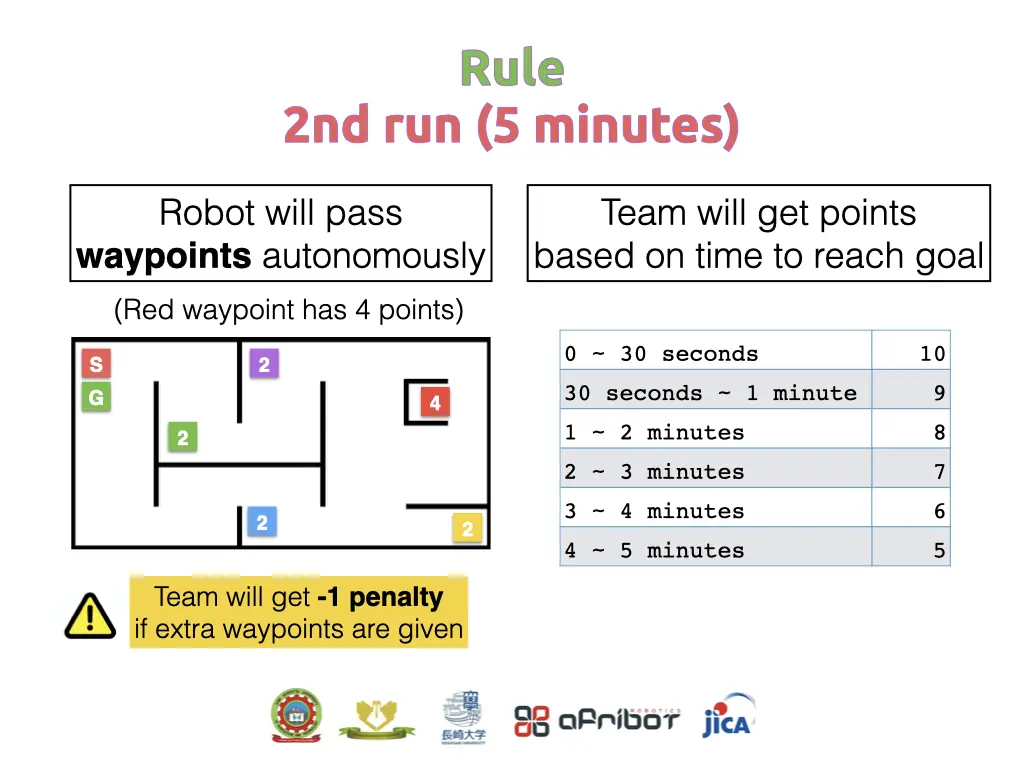 Rule
2nd run (5 minutes)
Robot will pass
waypoints autonomously
(Red waypoint has 4 points)
S
G
2
2
4
2
2
Team will get -1 penalty
if extra waypoints are given
Team will get points
based on time to reach goal
0 ~ 30 seconds 10
30 seconds ~ 1 minute 9
1 ~ 2 minutes 8
2 ~ 3 minutes 7
3 ~ 4 minutes 6
4 ~ 5 minutes 5
長崎大学
afribot
ROBOTICS
jICA